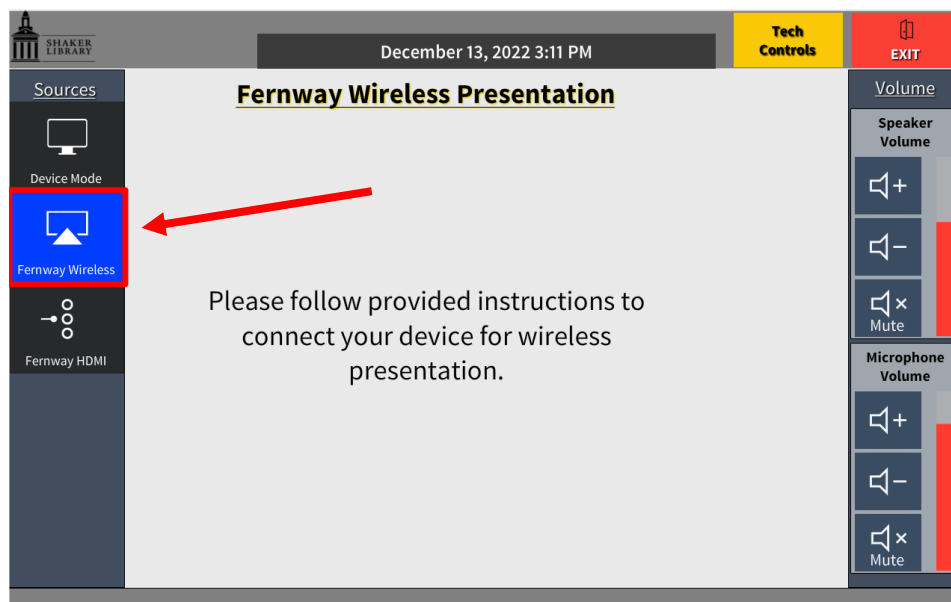 SHAKER
LIBRARY
December 13, 2022 3:11 PM
Tech
Controls
EXIT
Sources
Device Mode
Fernway Wireless
Fernway HDMI
Fernway Wireless Presentation
Please follow provided instructions to
connect your device for wireless
presentation.
Volume
Speaker
Volume
Mute
Microphone
Volume
Mute